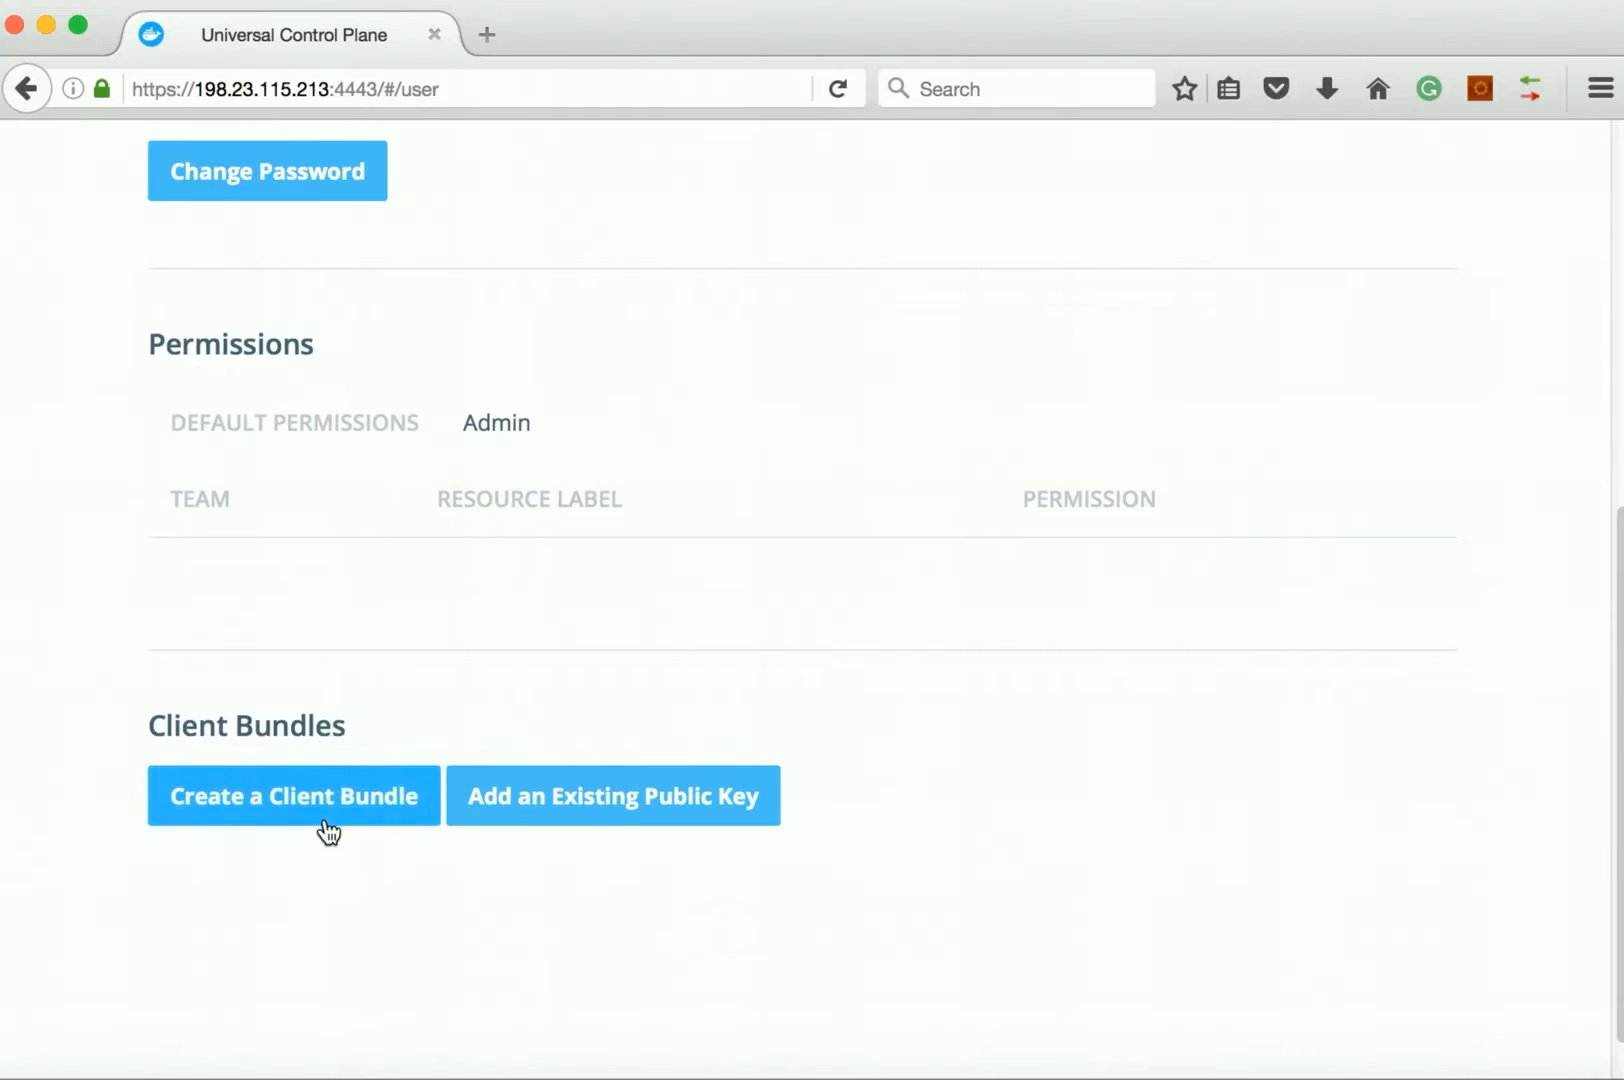 Universal Control Plane
https://198.23.115.213:4443/#/user
Search
Change Password
Permissions
DEFAULT PERMISSIONS Admin
TEAM RESOURCE LABEL PERMISSION
Client Bundles
Create a Client Bundle Add an Existing Public Key